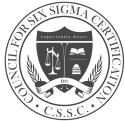 COUNCIL FOR SIX SIGMA CERTIFICATION
experientia docet
· C.S.S.C. ·